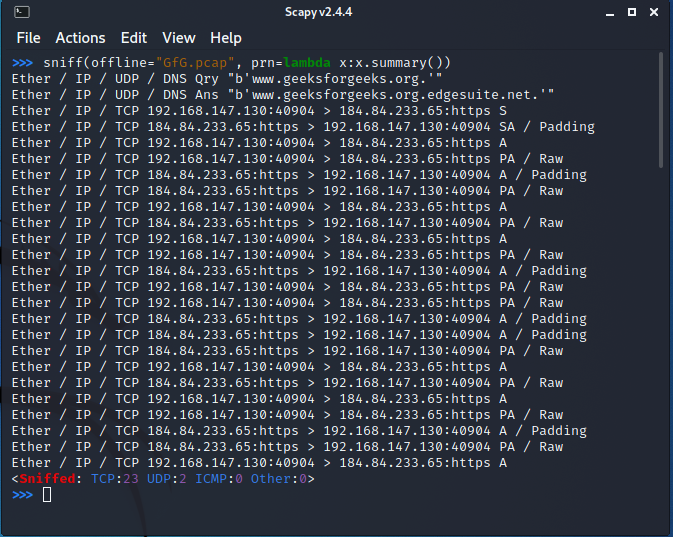 Scapy v2.4.4
File Actions Edit View Help
>>> sniff(offline="GfG.pcap", prn=lambda x:x.summary())
Ether / IP / UDP / DNS Qry "b'www.geeksforgeeks.org.'"
Ether / IP / UDP / DNS Ans "b'www.geeksforgeeks.org.edgesuite.net.'"
Ether / IP / TCP 192.168.147.130:40904 > 184.84.233.65:https S
Ether / IP / TCP 184.84.233.65:https > 192.168.147.130:40904 SA / Padding
Ether / IP / TCP 192.168.147.130:40904 > 184.84.233.65:https A
Ether / IP / TCP 192.168.147.130:40904 > 184.84.233.65:https PA / Raw
Ether / IP / TCP 184.84.233.65:https > 192.168.147.130:40904 A / Padding
Ether / IP / TCP 184.84.233.65:https > 192.168.147.130:40904 PA / Raw
Ether / IP / TCP 192.168.147.130:40904 > 184.84.233.65:https A
Ether / IP / TCP 184.84.233.65:https > 192.168.147.130:40904 PA / Raw
Ether / IP / TCP 192.168.147.130:40904 > 184.84.233.65:https A
Ether / IP / TCP 192.168.147.130:40904 > 184.84.233.65:https PA / Raw
Ether / IP / TCP 184.84.233.65:https > 192.168.147.130:40904 A / Padding
Ether / IP / TCP 192.168.147.130:40904 > 184.84.233.65:https PA / Raw
Ether / IP / TCP 192.168.147.130:40904 > 184.84.233.65:https PA / Raw
Ether / IP / TCP 184.84.233.65:https > 192.168.147.130:40904 A / Padding
Ether / IP / TCP 184.84.233.65:https > 192.168.147.130:40904 A / Padding
Ether / IP / TCP 184.84.233.65:https > 192.168.147.130:40904 PA / Raw
Ether / IP / TCP 192.168.147.130:40904 > 184.84.233.65:https A
Ether / IP / TCP 184.84.233.65:https > 192.168.147.130:40904 PA / Raw
Ether / IP / TCP 192.168.147.130:40904 > 184.84.233.65:https A
Ether / IP / TCP 192.168.147.130:40904 > 184.84.233.65:https PA / Raw
Ether / IP / TCP 184.84.233.65:https > 192.168.147.130:40904 A / Padding
Ether / IP / TCP 184.84.233.65:https > 192.168.147.130:40904 PA / Raw
Ether / IP / TCP 192.168.147.130:40904 > 184.84.233.65:https A
<Sniffed: TCP:23 UDP:2 ICMP:0 Other:0>
>>>